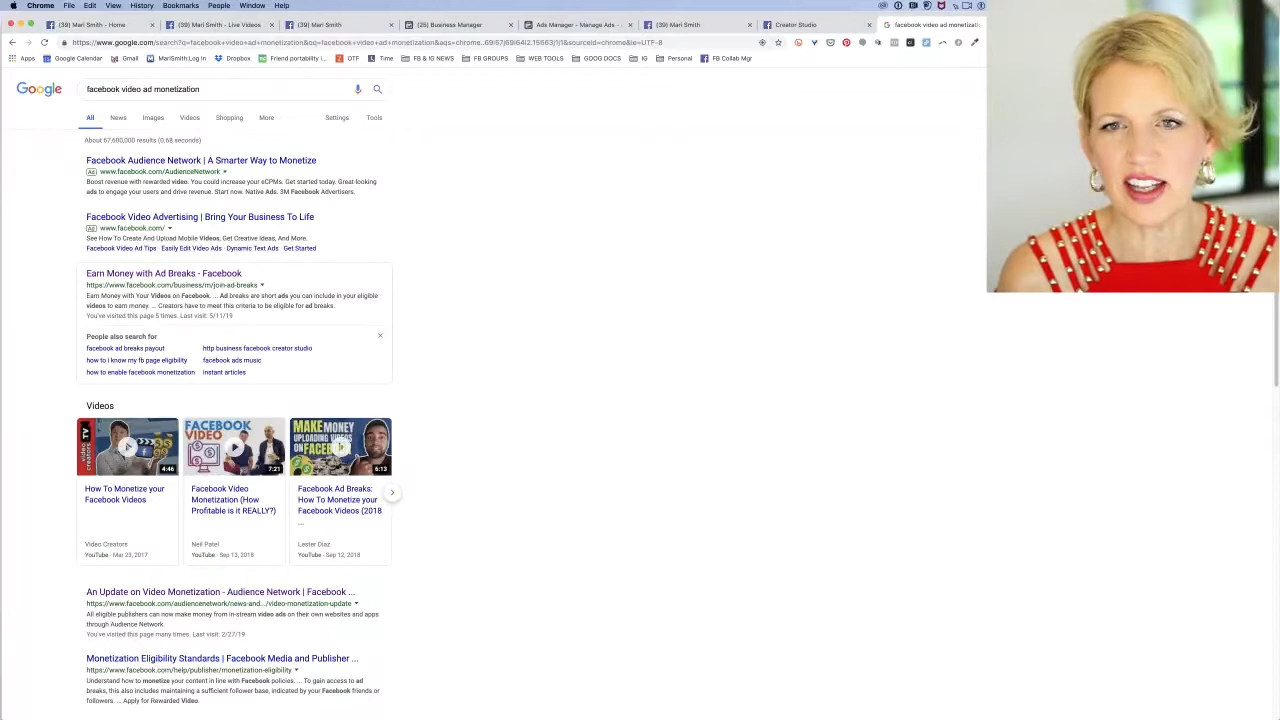 Chrome File Edit View History Bookmarks People Window Help
(39) Mari Smith - Home
(39) Mari Smith - Live Videos
(39) Mari Smith
(25) Business Manager
Ads Manager - Manage Ads -
(39) Mari Smith
Creator Studio
facebook video ad monetizati
https://www.google.com/search?q=facebook+video+ad+monetization&oq=facebook+video+ad+monetization&aqs=chrome..69i57j69i64l2.15663j1j1&sourceid=chrome&ie=UTF-8
Apps Google Calendar Gmail MariSmith:Log In Dropbox Friend portability i... OTF Time FB & IG NEWS FB GROUPS WEB TOOLS GOOG DOCS IG Personal FB Collab Mgr
Google
facebook video ad monetization
All News Images Videos Shopping More Settings Tools
About 67,600,000 results (0.68 seconds)
Facebook Audience Network | A Smarter Way to Monetize
Ad www.facebook.com/AudienceNetwork
Boost revenue with rewarded video. You could increase your eCPMs. Get started today. Great-looking
ads to engage your users and drive revenue. Start now. Native Ads. 3M Facebook Advertisers.
Facebook Video Advertising | Bring Your Business To Life
Ad www.facebook.com/
See How To Create And Upload Mobile Videos, Get Creative Ideas, And More.
Facebook Video Ad Tips · Easily Edit Video Ads · Dynamic Text Ads · Get Started
Earn Money with Ad Breaks - Facebook
https://www.facebook.com/business/m/join-ad-breaks
Earn Money with Your Videos on Facebook. ... Ad breaks are short ads you can include in your eligible
videos to earn money. ... Creators have to meet this criteria to be eligible for ad breaks.
You've visited this page 5 times. Last visit: 5/11/19
People also search for
facebook ad breaks payout
http business facebook creator studio
how to i know my fb page eligibility
facebook ads music
how to enable facebook monetization
instant articles
Videos
video creators TV
4:46
FACEBOOK
VIDEO
7:21
MAKE MONEY
UPLOADING VIDEOS
ON FACEBOOK
6:13
How To Monetize your
Facebook Videos
Video Creators
YouTube - Mar 23, 2017
Facebook Video
Monetization (How
Profitable is it REALLY?)
Neil Patel
YouTube - Sep 13, 2018
Facebook Ad Breaks:
How To Monetize your
Facebook Videos (2018
...
Lester Diaz
YouTube - Sep 12, 2018
An Update on Video Monetization - Audience Network | Facebook ...
https://www.facebook.com/audiencenetwork/news-and.../video-monetization-update
All eligible publishers can now make money from in-stream video ads on their own websites and apps
through Audience Network.
You've visited this page many times. Last visit: 2/27/19
Monetization Eligibility Standards | Facebook Media and Publisher ...
https://www.facebook.com/help/publisher/monetization-eligibility
Understand how to monetize your content in line with Facebook policies. ... To gain access to ad
breaks, this also includes maintaining a sufficient follower base, indicated by your Facebook friends or
followers. ... Apply for Rewarded Video.